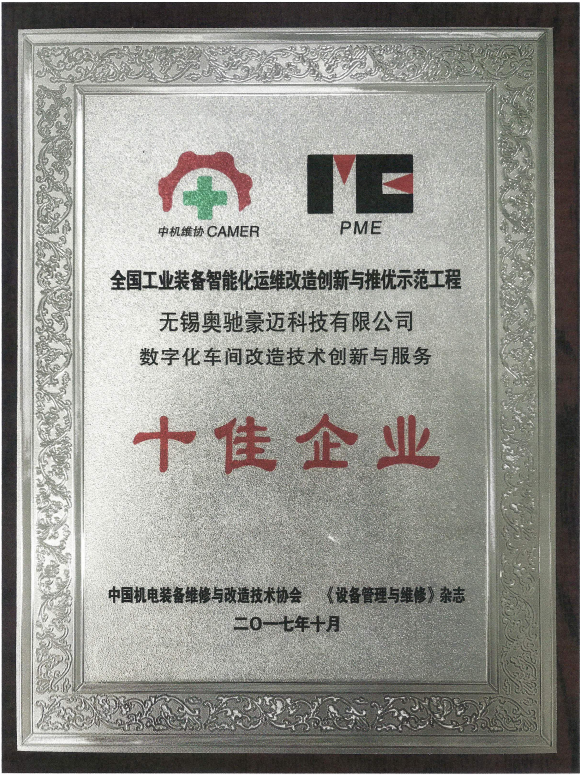 中机维协 CAMER
PME
全国工业装备智能化运维改造创新与推优示范工程
无锡奥驰豪迈科技有限公司
数字化车间改造技术创新与服务
十佳企业
中国机电装备维修与改造技术协会 《设备管理与维修》杂志
二〇一七年十月